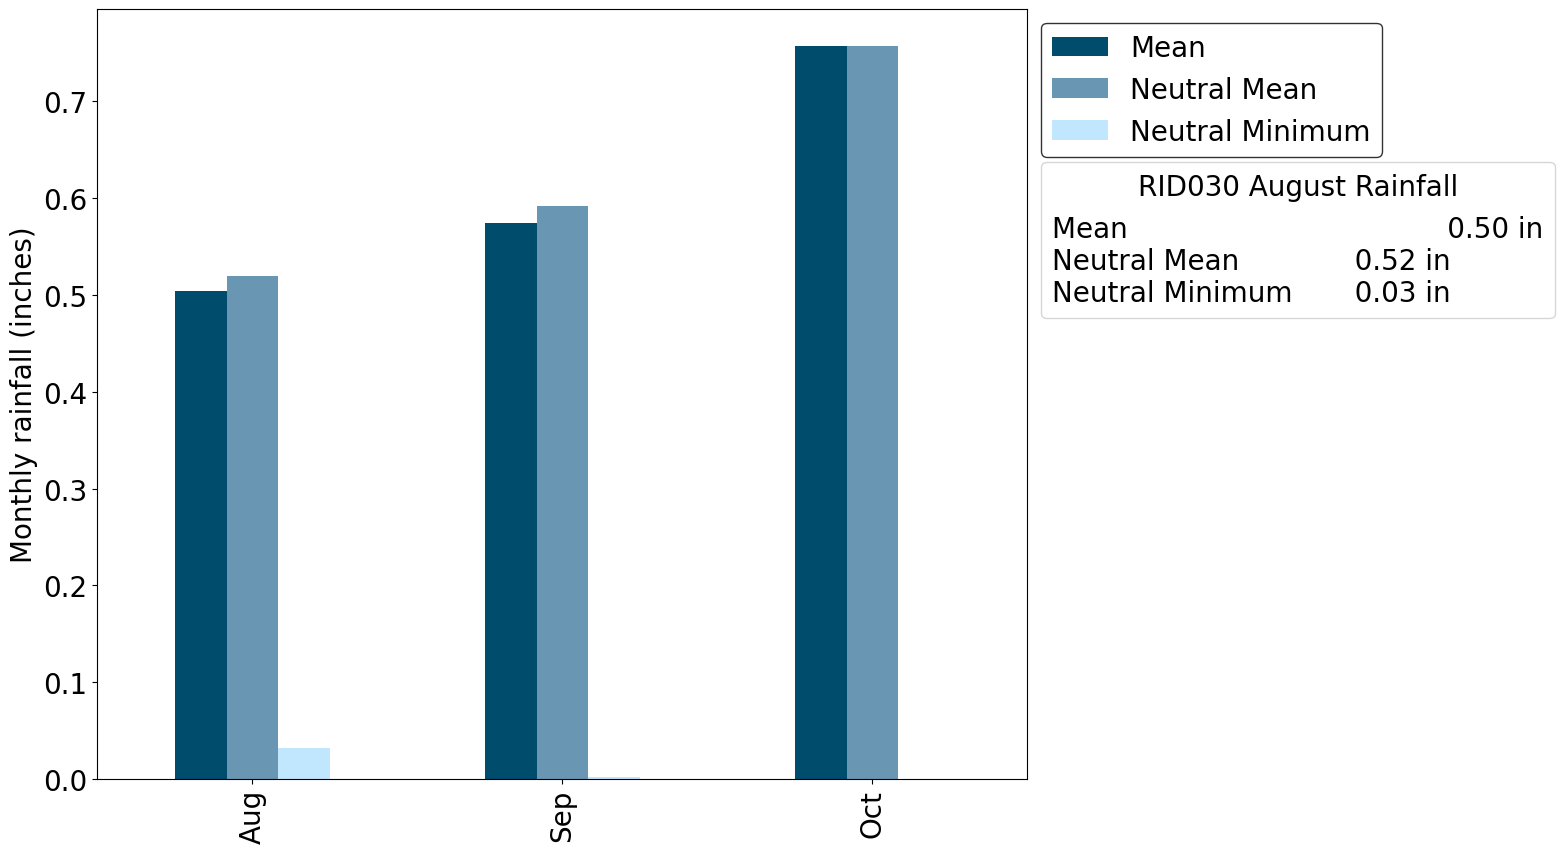 Mean
Neutral Mean
Neutral Minimum
RID030 August Rainfall
Mean 0.50 in
Neutral Mean 0.52 in
Neutral Minimum 0.03 in
Monthly rainfall (inches)
0.7
0.6
0.5
0.4
0.3
0.2
0.1
0.0
Aug
Sep
Oct